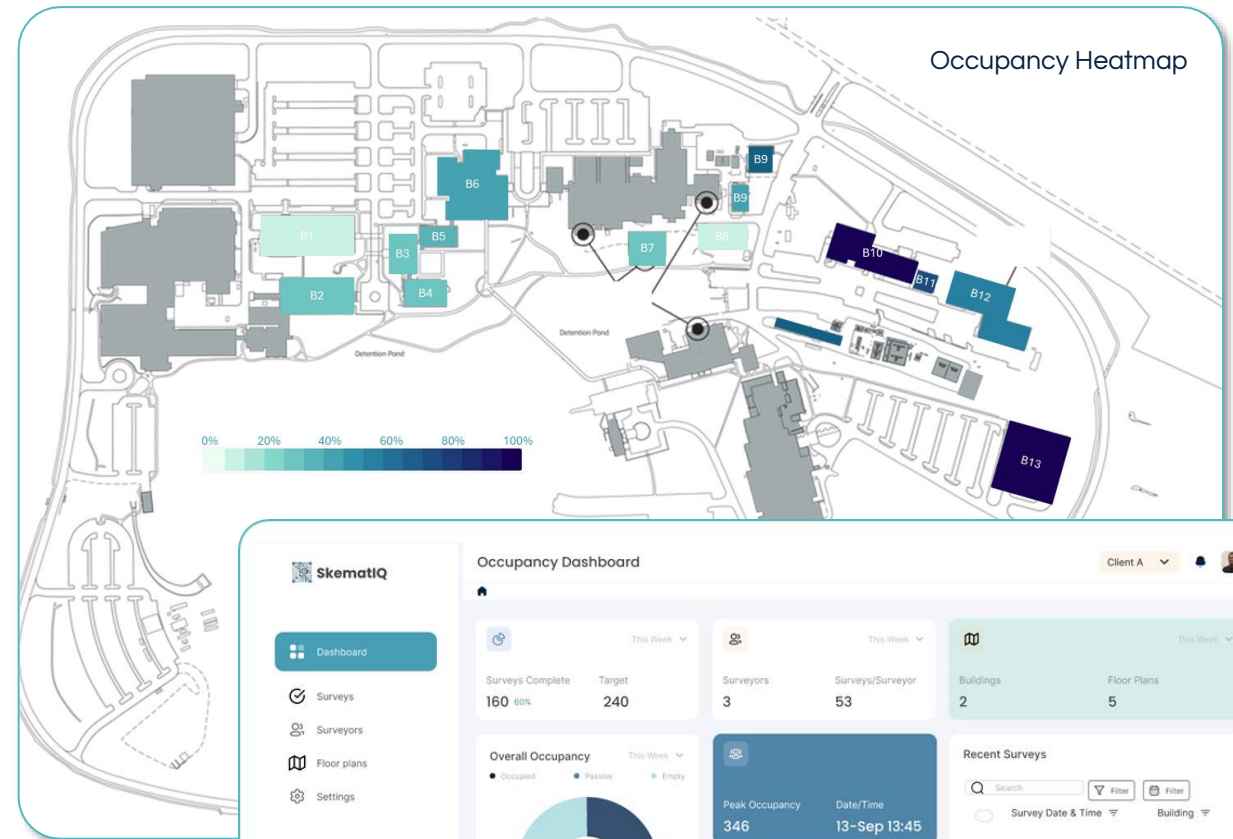 Occupancy Heatmap
B9
B6
B9
B1
B5
B3
B7
B8
B10
B2
B4
B11
B12
Detention Pond
Detention Pond
0% 20% 40% 60% 80% 100%
B13
SkematIQ
Dashboard
Surveys
Surveyors
Floor plans
Settings
Occupancy Dashboard
Client A
This Week
Surveys Complete Target
160 60% 240
This Week
Surveyors Surveys/Surveyor
3 53
This Week
Buildings Floor Plans
2 5
Overall Occupancy This Week
Occupied Passive Empty
Peak Occupancy Date/Time
346 13-Sep 13:45
Recent Surveys
Search Filter Filter
Survey Date & Time Building